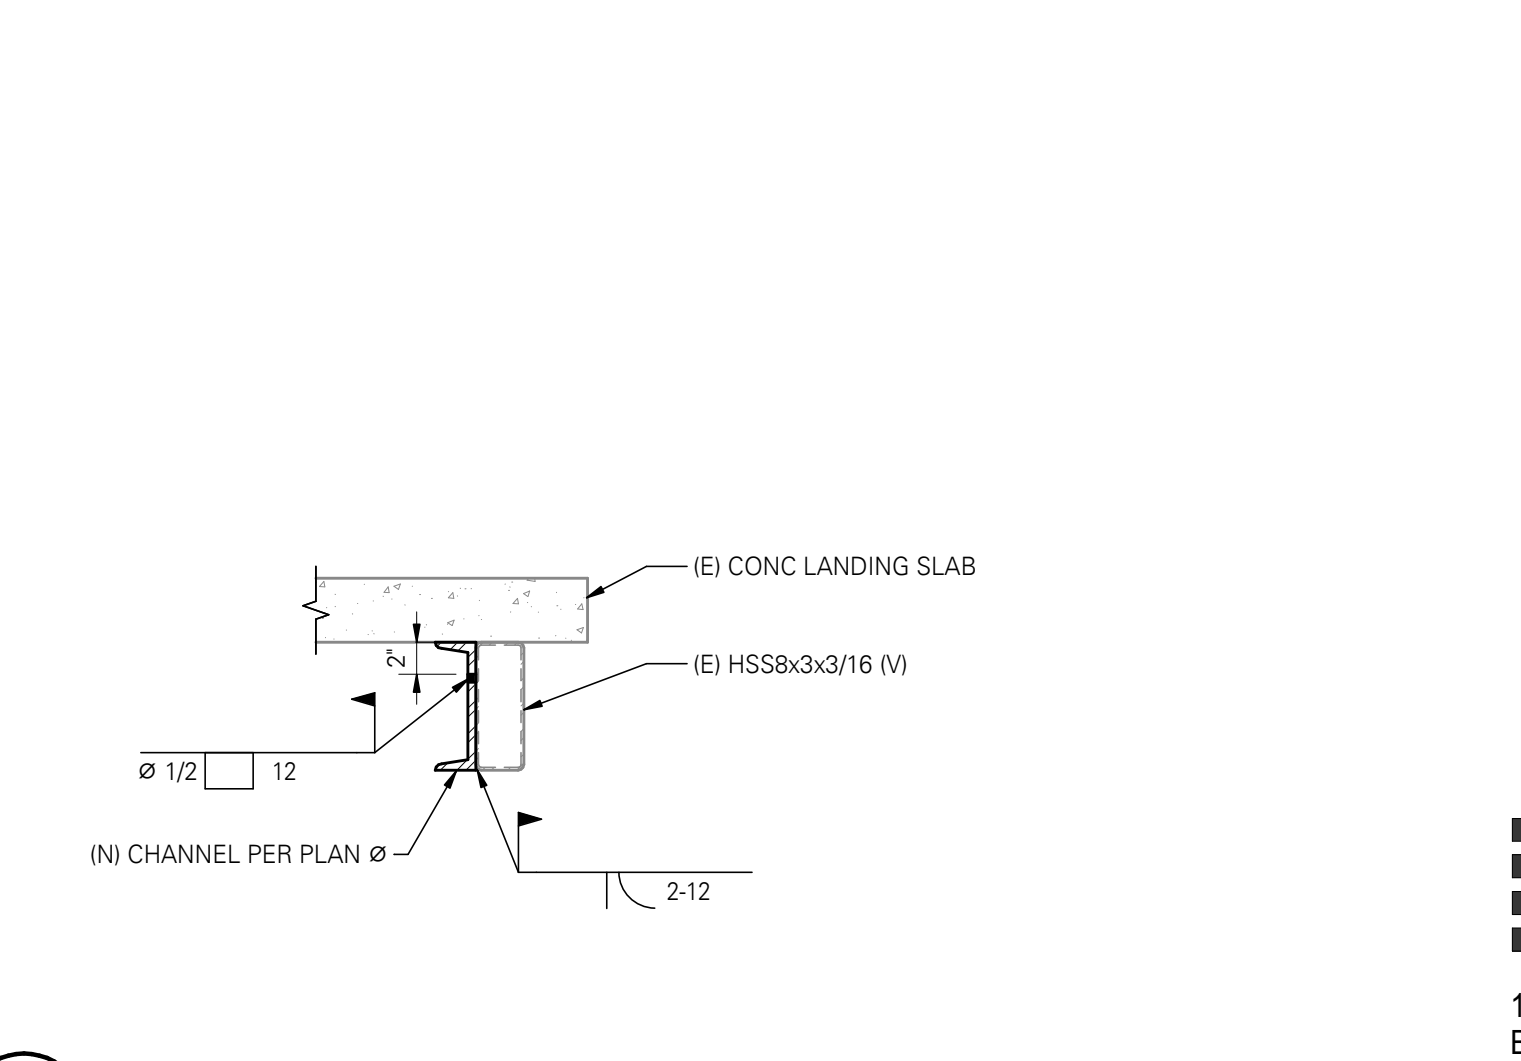 (E) CONC LANDING SLAB
2"
(E) HSS8x3x3/16 (V)
Ø 1/2 12
(N) CHANNEL PER PLAN Ø
2-12
1
E